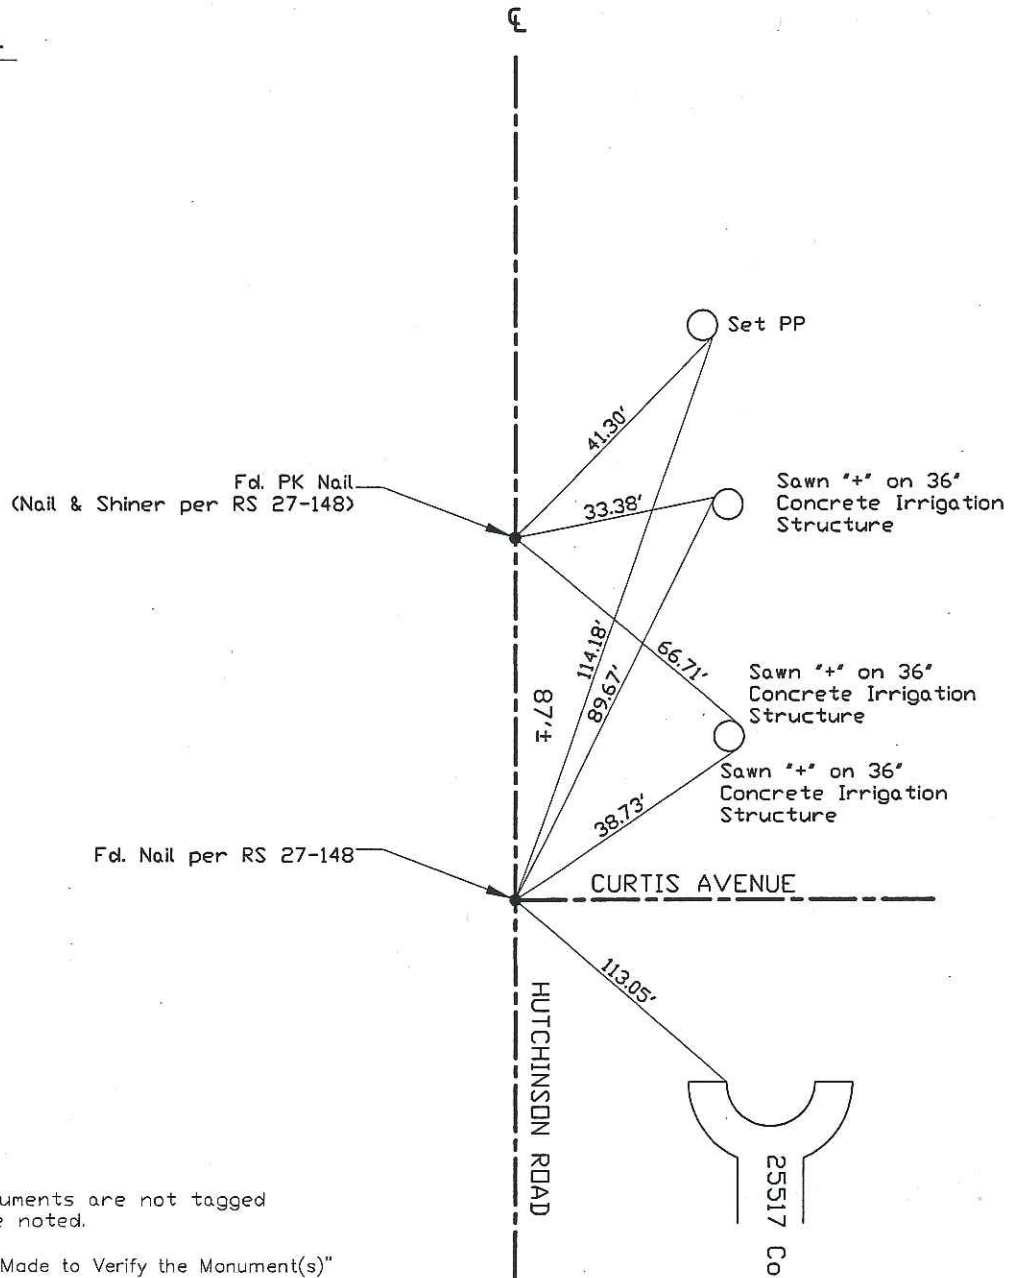 ℄
Set PP
41.30'
Fd. PK Nail
(Nail & Shiner per RS 27-148)
33.38'
Sawn "+" on 36"
Concrete Irrigation
Structure
114.18'
89.67'
66.71'
87'±
Sawn "+" on 36"
Concrete Irrigation
Structure
Sawn "+" on 36"
Concrete Irrigation
Structure
38.73'
Fd. Nail per RS 27-148
CURTIS AVENUE
113.05'
HUTCHINSON ROAD
25517 Co
uments are not tagged
e noted.
Made to Verify the Monument(s)"